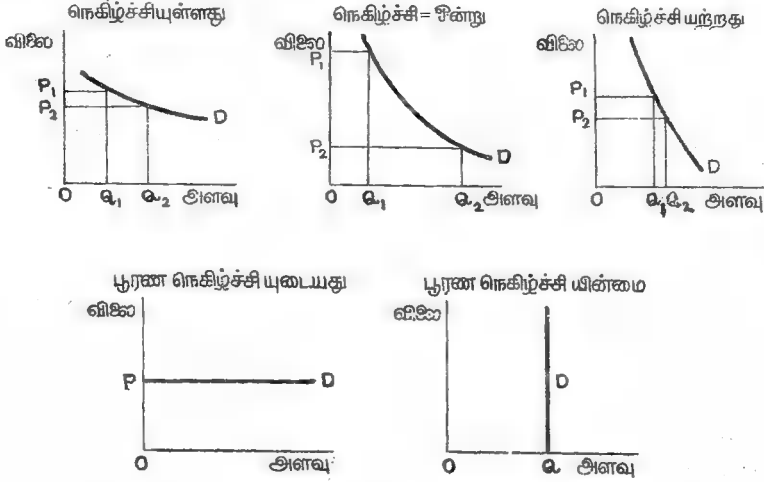 நெகிழ்ச்சியுள்ளது
விலை
P₁
P₂
D
O Q₁ Q₂ அளவு
நெகிழ்ச்சி = ஒன்று
விலை
P₁
P₂
D
O Q₁ Q₂ அளவு
நெகிழ்ச்சி யற்றது
விலை
P₁
P₂
D
O Q₁ Q₂ அளவு
பூரண நெகிழ்ச்சி யுடையது
விலை
P D
O அளவு
பூரண நெகிழ்ச்சி யின்மை
விலை
D
O Q அளவு